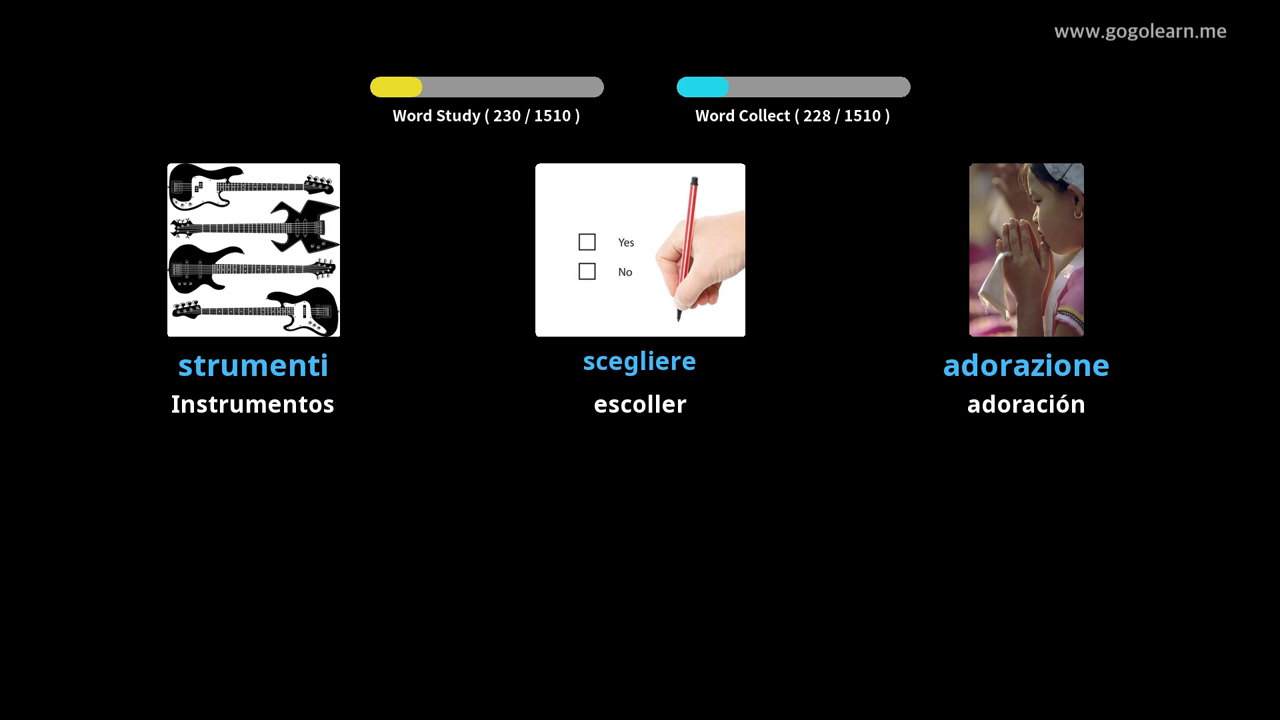 www.gogolearn.me
Word Study ( 230 / 1510 )
Word Collect ( 228 / 1510 )
Yes
No
strumenti
scegliere
adorazione
Instrumentos
escoller
adoración